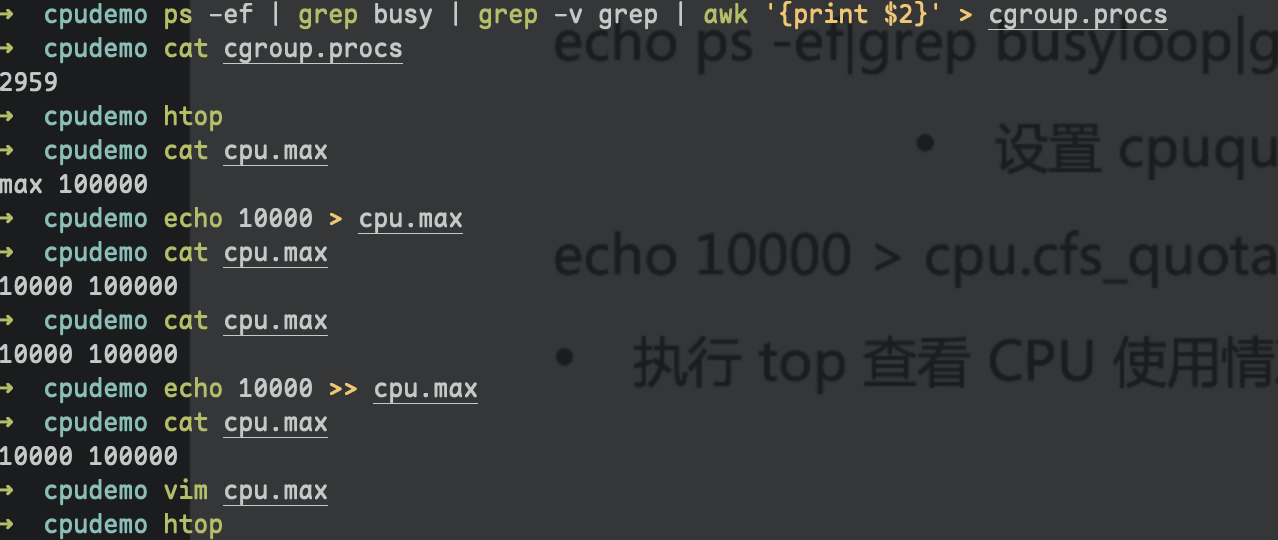 → cpudemo ps -ef | grep busy | grep -v grep | awk '{print $2}' > cgroup.procs
→ cpudemo cat cgroup.procs
2959
→ cpudemo htop
→ cpudemo cat cpu.max
max 100000
→ cpudemo echo 10000 > cpu.max
→ cpudemo cat cpu.max
10000 100000
→ cpudemo cat cpu.max
10000 100000
→ cpudemo echo 10000 >> cpu.max
→ cpudemo cat cpu.max
10000 100000
→ cpudemo vim cpu.max
→ cpudemo htop
echo ps -ef|grep busyloop|g
• 设置 cpuqu
echo 10000 > cpu.cfs_quota
• 执行 top 查看 CPU 使用情